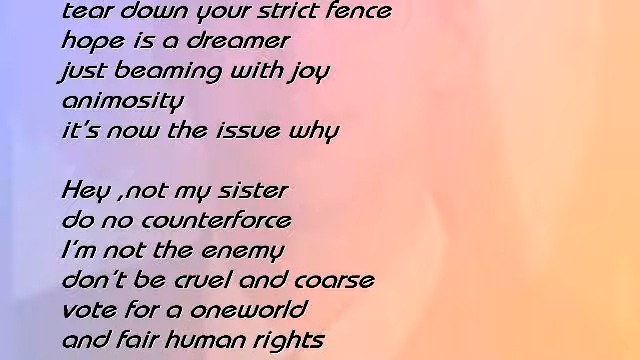 tear down your strict fence
hope is a dreamer
just beaming with joy
animosity
it's now the issue why
Hey ,not my sister
do no counterforce
I'm not the enemy
don't be cruel and coarse
vote for a oneworld
and fair human rights